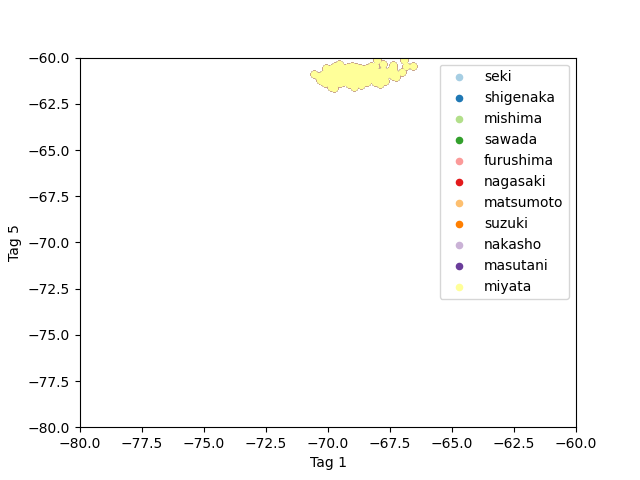 −60.0
−62.5
−65.0
−67.5
−70.0
−72.5
−75.0
−77.5
−80.0
Tag 5
−80.0 −77.5 −75.0 −72.5 −70.0 −67.5 −65.0 −62.5 −60.0
Tag 1
seki
shigenaka
mishima
sawada
furushima
nagasaki
matsumoto
suzuki
nakasho
masutani
miyata